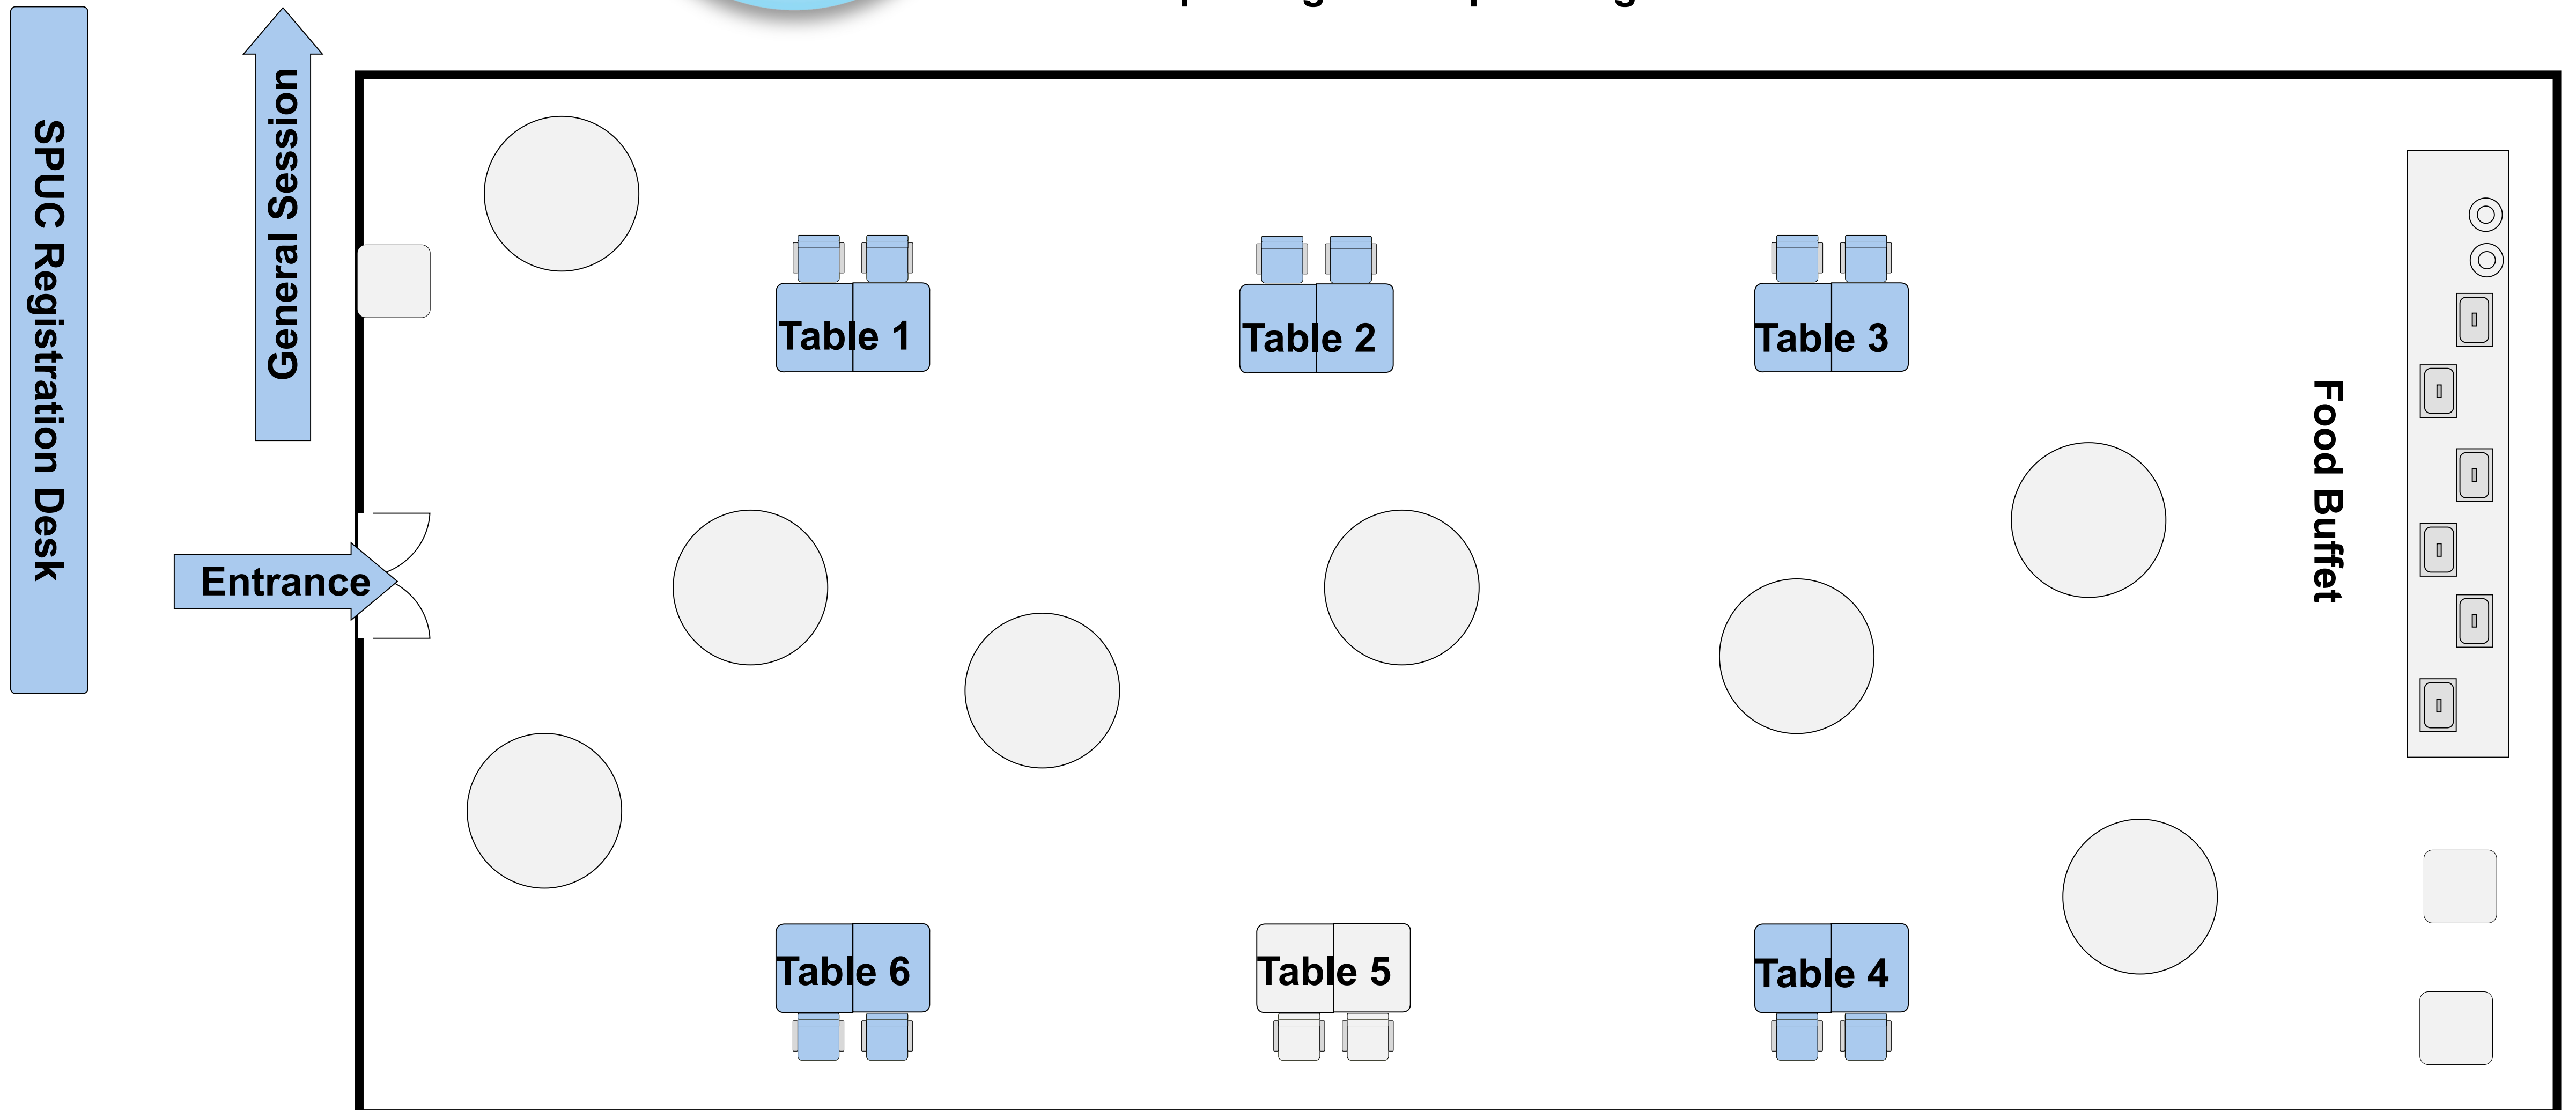 SPUC Registration Desk
General Session
Entrance
Table 1
Table 2
Table 3
Food Buffet
Table 6
Table 5
Table 4